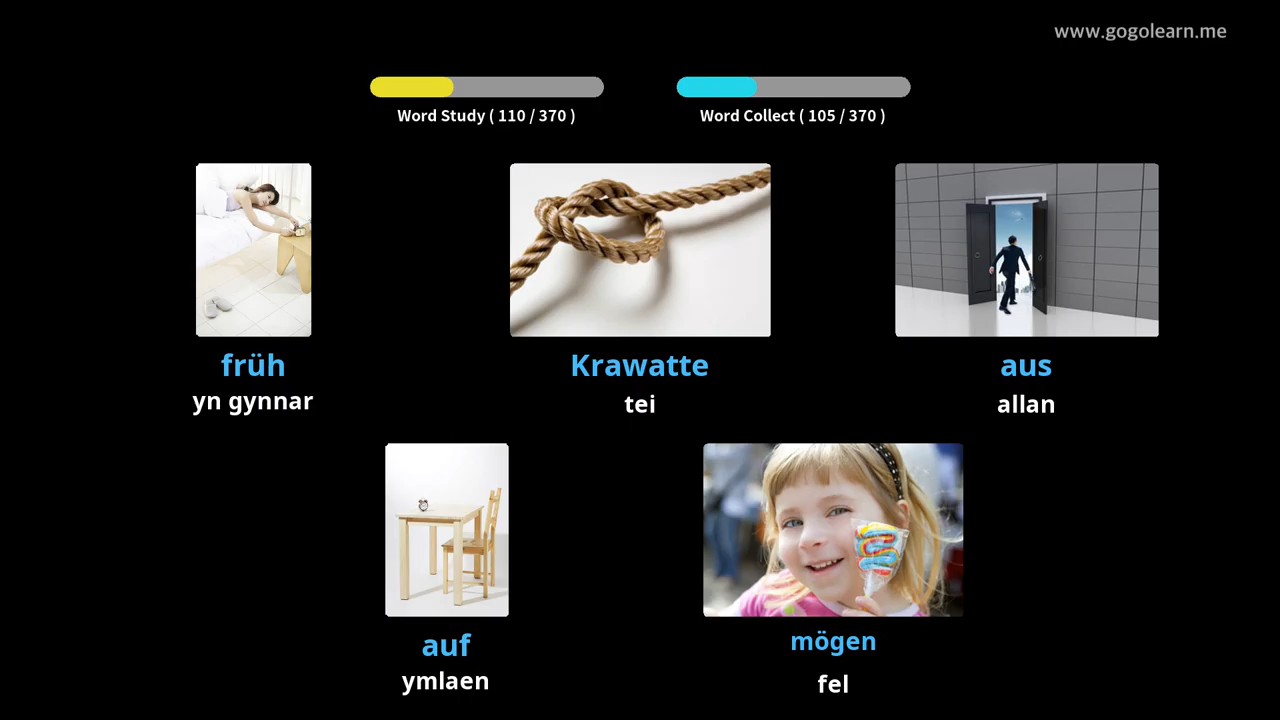 www.gogolearn.me
Word Study ( 110 / 370 )
Word Collect ( 105 / 370 )
früh
yn gynnar
Krawatte
tei
aus
allan
auf
ymlaen
mögen
fel